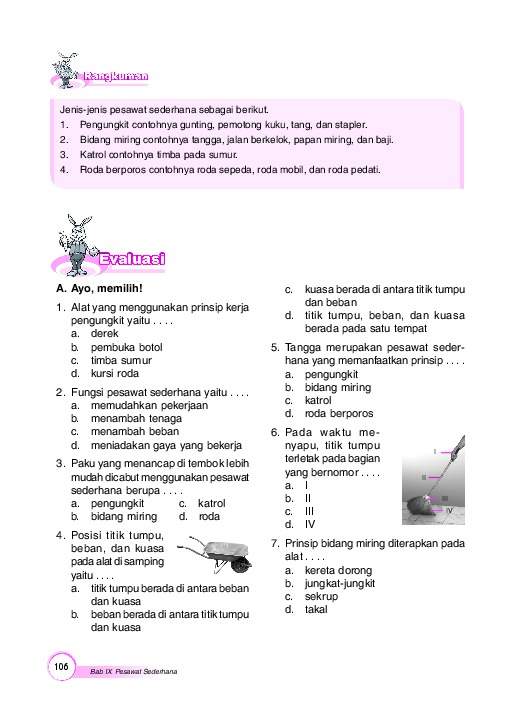 Rangkuman
Jenis-jenis pesawat sederhana sebagai berikut.
1. Pengungkit contohnya gunting, pemotong kuku, tang, dan stapler.
2. Bidang miring contohnya tangga, jalan berkelok, papan miring, dan baji.
3. Katrol contohnya timba pada sumur.
4. Roda berporos contohnya roda sepeda, roda mobil, dan roda pedati.
Evaluasi
A. Ayo, memilih!
1. Alat yang menggunakan prinsip kerja
pengungkit yaitu . . . .
a. derek
b. pembuka botol
c. timba sumur
d. kursi roda
2. Fungsi pesawat sederhana yaitu . . . .
a. memudahkan pekerjaan
b. menambah tenaga
c. menambah beban
d. meniadakan gaya yang bekerja
3. Paku yang menancap di tembok lebih
mudah dicabut menggunakan pesawat
sederhana berupa . . . .
a. pengungkit c. katrol
b. bidang miring d. roda
4. Posisi titik tumpu,
beban, dan kuasa
pada alat di samping
yaitu . . . .
a. titik tumpu berada di antara beban
dan kuasa
b. beban berada di antara titik tumpu
dan kuasa
c. kuasa berada di antara titik tumpu
dan beban
d. titik tumpu, beban, dan kuasa
berada pada satu tempat
5. Tangga merupakan pesawat seder-
hana yang memanfaatkan prinsip . . . .
a. pengungkit
b. bidang miring
c. katrol
d. roda berporos
6. Pada waktu me-
nyapu, titik tumpu
terletak pada bagian
yang bernomor . . . .
a. I
b. II
c. III
d. IV
I
II
III
IV
7. Prinsip bidang miring diterapkan pada
alat . . . .
a. kereta dorong
b. jungkat-jungkit
c. sekrup
d. takal
106
Bab IX Pesawat Sederhana